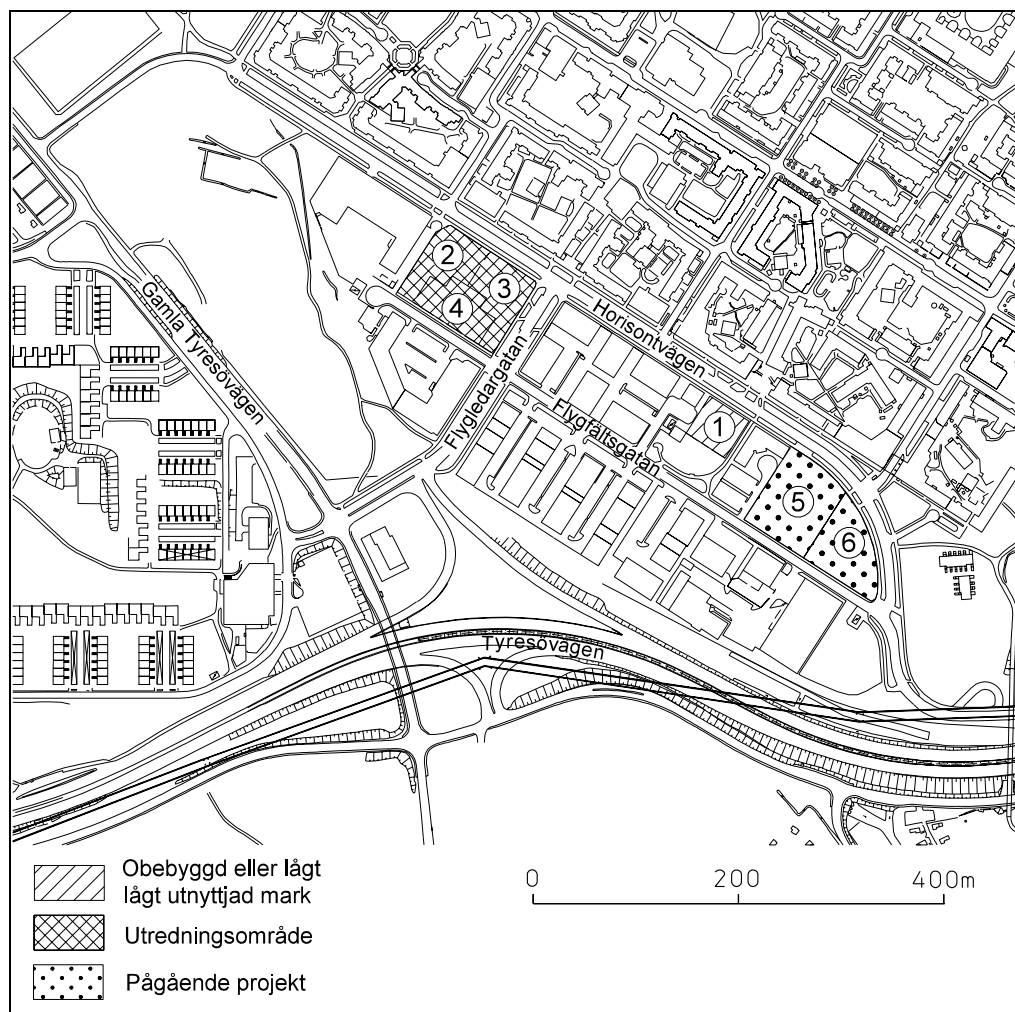 2
3
4
Gamla Tyresövägen
Flygledargatan
Horisontvägen
Flygfältsgatan
1
5
6
Tyresövägen
Obebyggd eller lågt
lågt utnyttjad mark
Utredningsområde
Pågående projekt
0 200 400m